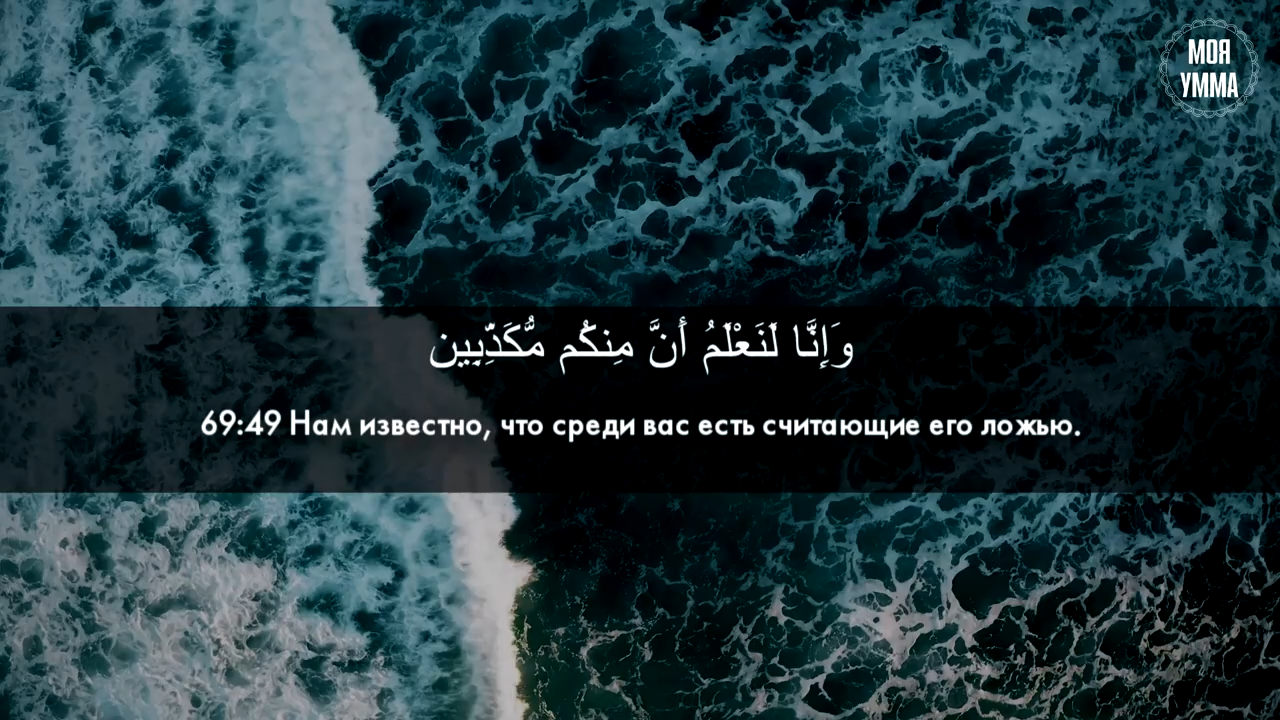 МОЯ
УММА
وَإِنَّا لَنَعْلَمُ أَنَّ مِنكُم مُّكَذِّبِين
69:49 Нам известно, что среди вас есть считающие его ложью.